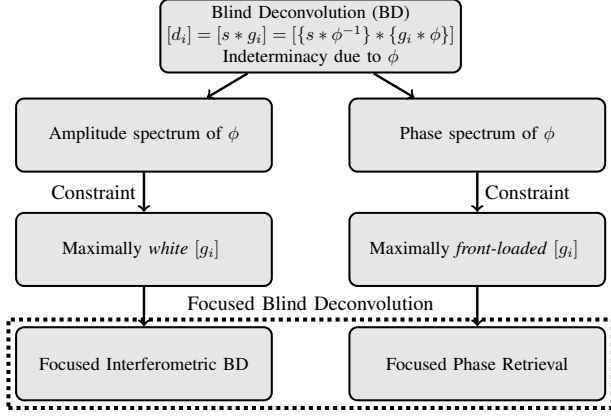 Blind Deconvolution (BD)
[d_i] = [s * g_i] = [{s * ϕ^{-1}} * {g_i * ϕ}]
Indeterminacy due to ϕ
Amplitude spectrum of ϕ
Phase spectrum of ϕ
Constraint
Constraint
Maximally white [g_i]
Maximally front-loaded [g_i]
Focused Blind Deconvolution
Focused Interferometric BD
Focused Phase Retrieval